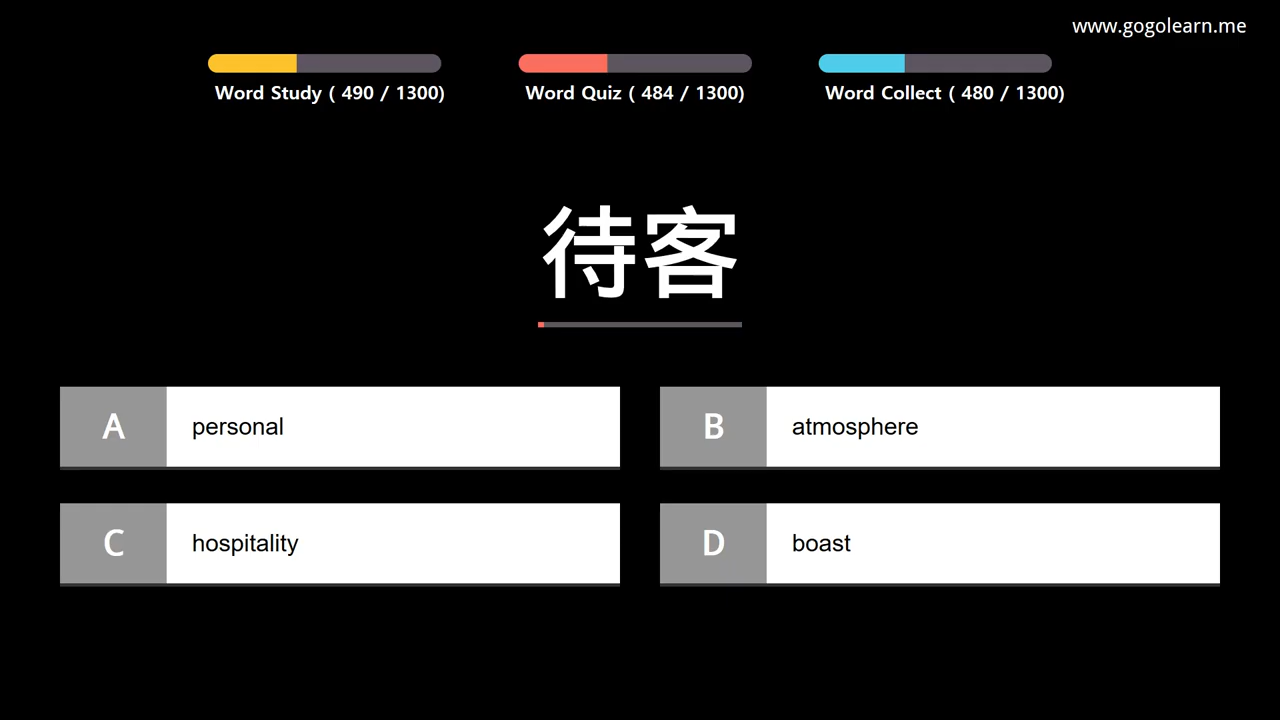 www.gogolearn.me
Word Study ( 490 / 1300)
Word Quiz ( 484 / 1300)
Word Collect ( 480 / 1300)
待客
A personal
B atmosphere
C hospitality
D boast